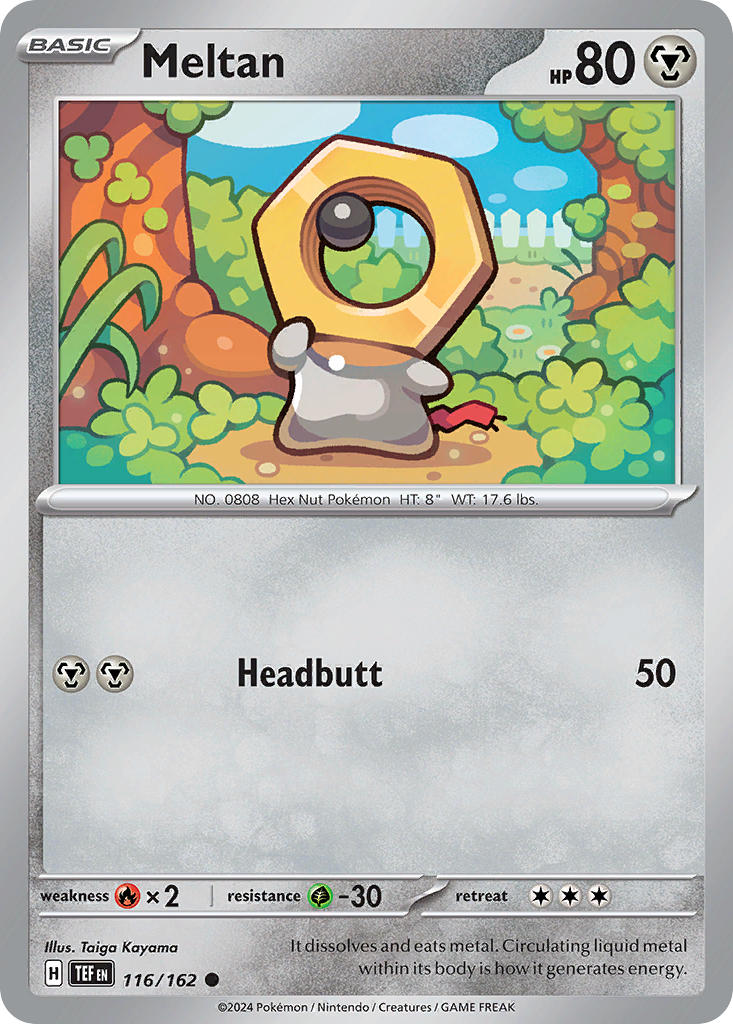 BASIC Meltan HP 80
NO. 0808 Hex Nut Pokémon HT: 8" WT: 17.6 lbs.
Headbutt 50
weakness ×2 resistance -30 retreat
Illus. Taiga Kayama
It dissolves and eats metal. Circulating liquid metal
within its body is how it generates energy.
H TEF EN 116/162
©2024 Pokémon / Nintendo / Creatures / GAME FREAK